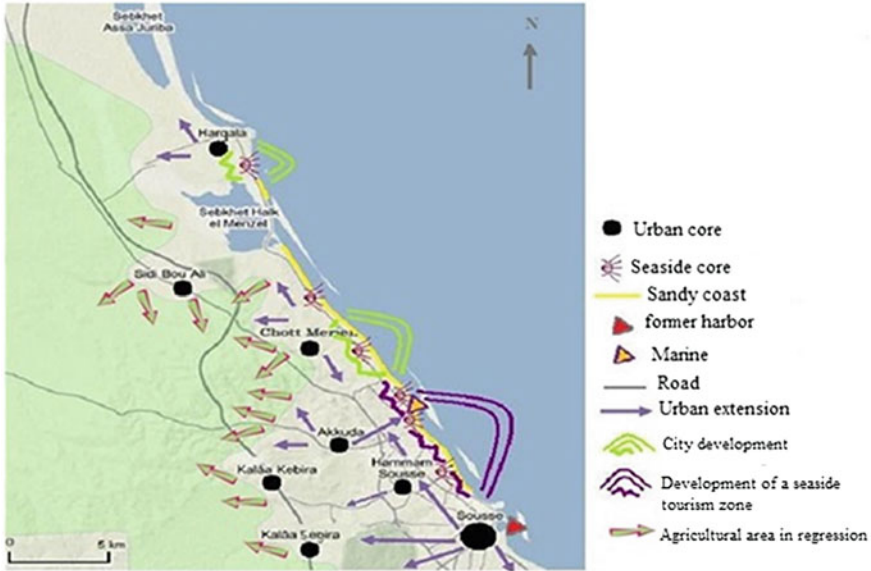 Sebkhet
Assa Juriba
N
Hargala
Sebkhet Halk
el Menzel
Sidi Bou Ali
Chott Meriem
Akkuda
Kalâa Kebira
Hammam
Sousse
Sousse
Kalâa Segira
0 5 km
Urban core
Seaside core
Sandy coast
former harbor
Marine
Road
Urban extension
City development
Development of a seaside
tourism zone
Agricultural area in regression